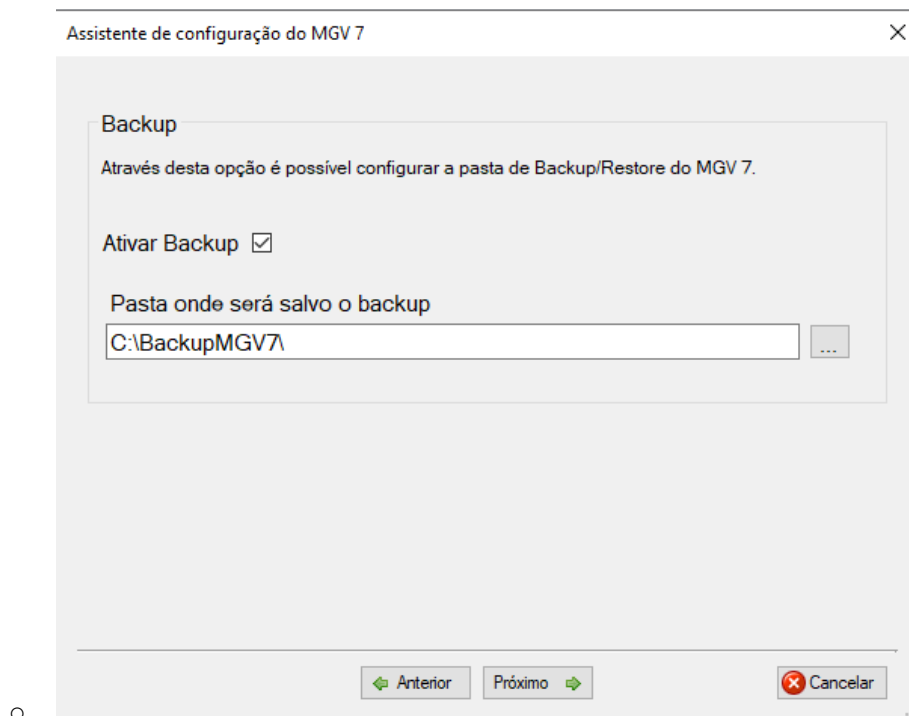 Assistente de configuração do MGV 7
Backup
Através desta opção é possível configurar a pasta de Backup/Restore do MGV 7.
Ativar Backup
Pasta onde será salvo o backup
C:\BackupMGV7\
...
Anterior
Próximo
Cancelar